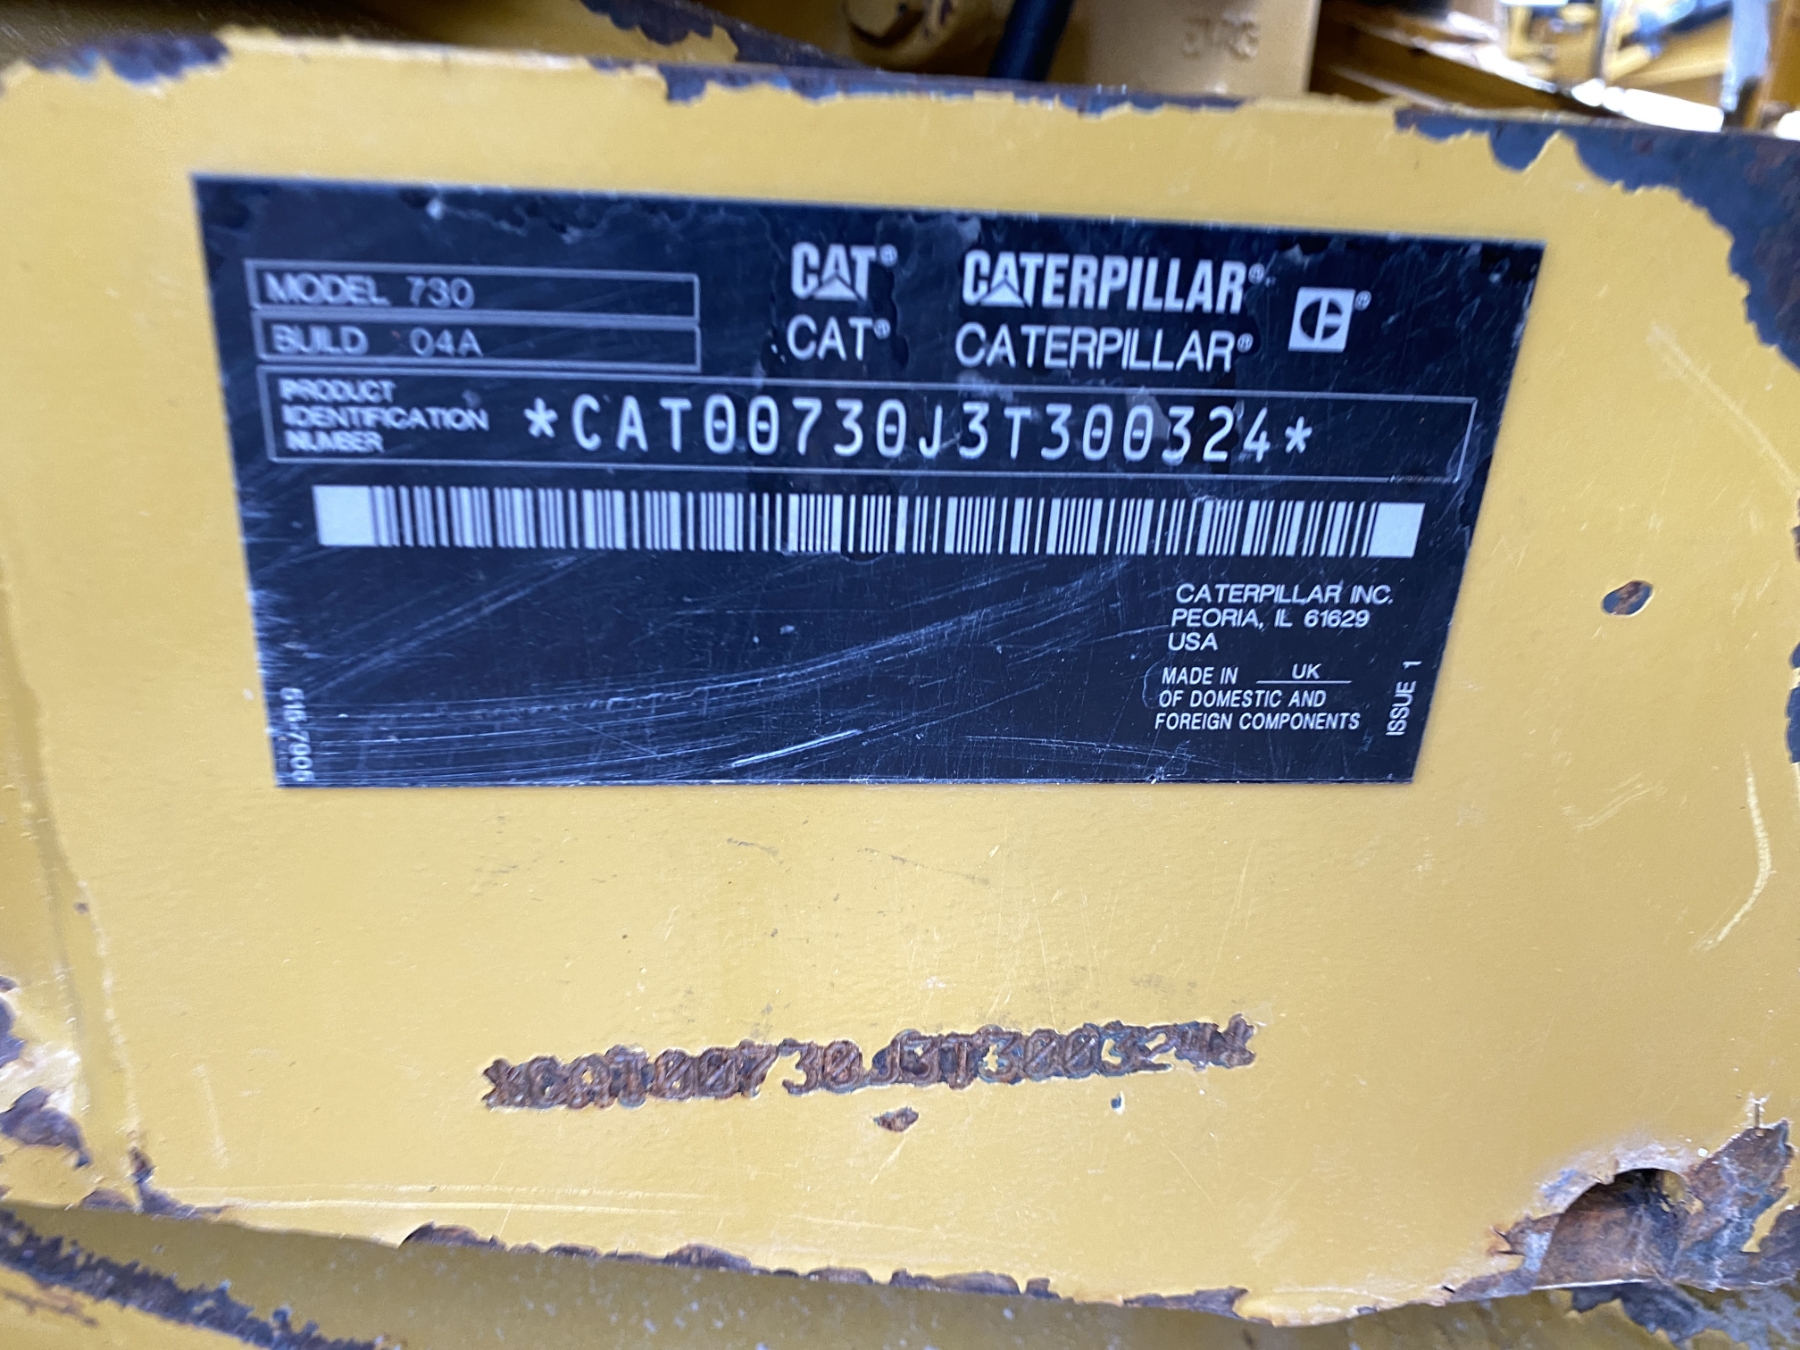 MODEL 730
BUILD 04A
CAT® CATERPILLAR®
CAT® CATERPILLAR®
PRODUCT
IDENTIFICATION
NUMBER
*CAT00730J3T300324*
CATERPILLAR INC.
PEORIA, IL 61629
USA
MADE IN UK
OF DOMESTIC AND
FOREIGN COMPONENTS
ISSUE 1
*CAT00730J3T300324*